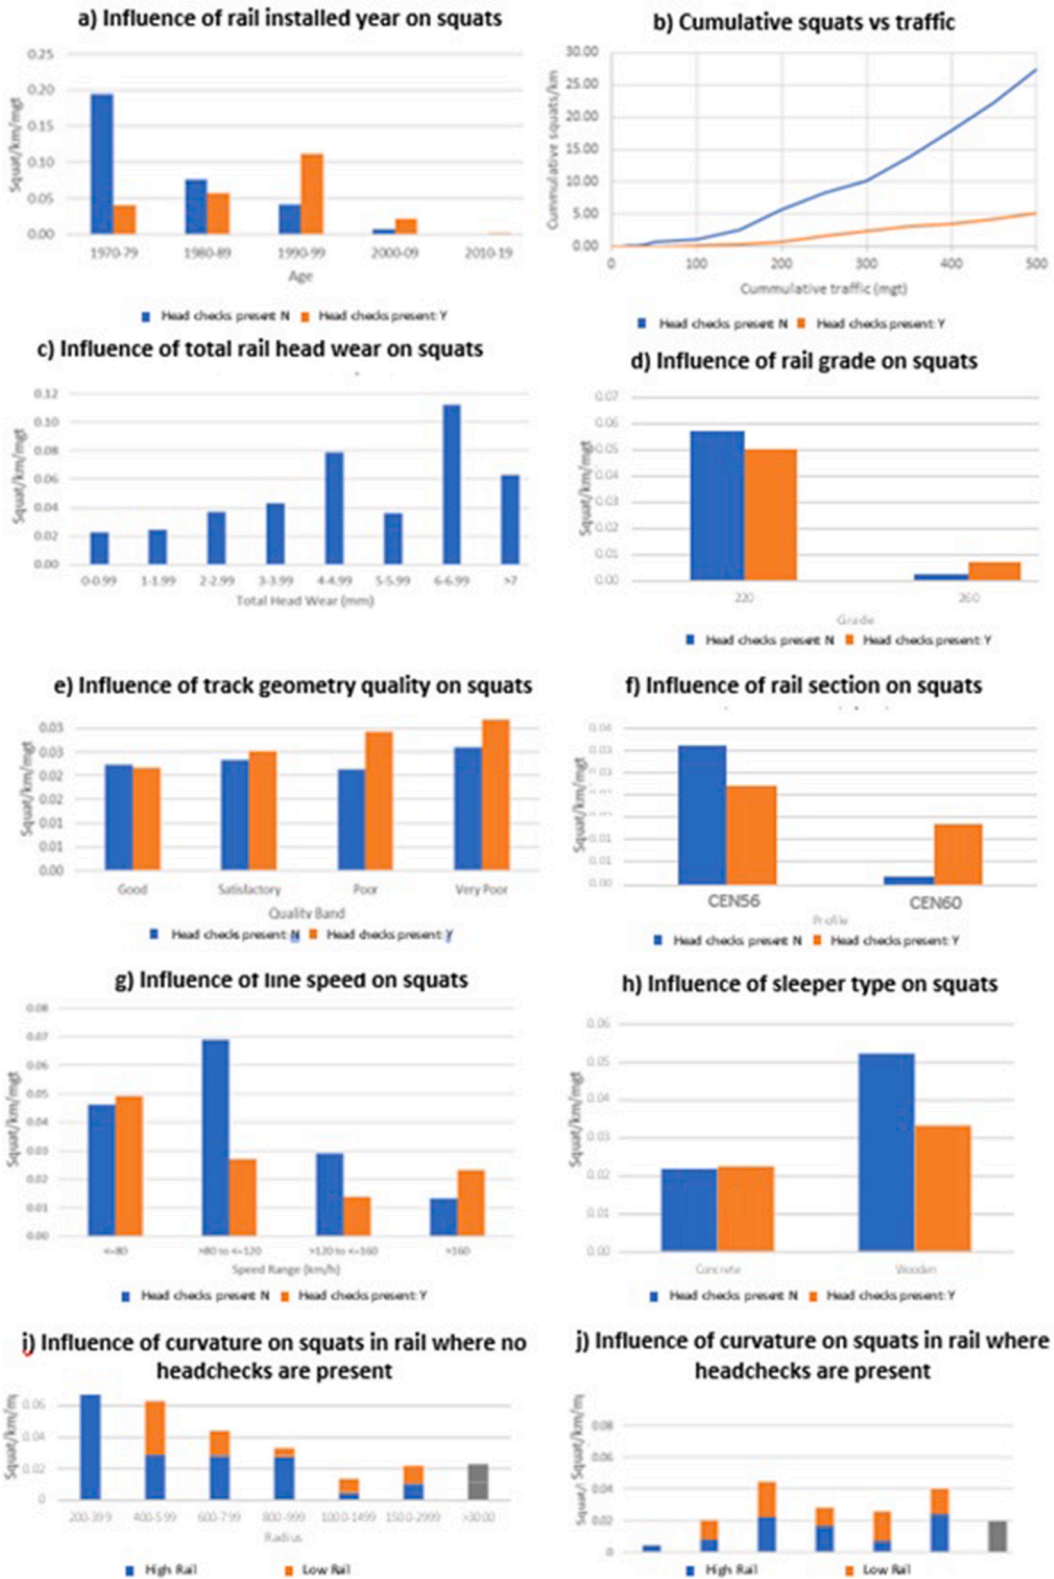 a) Influence of rail installed year on squats
0.25
0.20
0.15
0.10
0.05
0.00
Squat/km/mgt
1970-79 1980-89 1990-99 2000-09 2010-19
Age
Head checks present: N Head checks present: Y
b) Cumulative squats vs traffic
30.00
25.00
20.00
15.00
10.00
5.00
0.00
Cummulative squats/km
0 100 200 300 400 500
Cummulative traffic (mgt)
Head checks present: N Head checks present: Y
c) Influence of total rail head wear on squats
0.12
0.10
0.08
0.06
0.04
0.02
0.00
Squat/km/mgt
0-0.99 1-1.99 2-2.99 3-3.99 4-4.99 5-5.99 6-6.99 >7
Total Head Wear (mm)
d) Influence of rail grade on squats
0.07
0.06
0.05
0.04
0.03
0.02
0.01
0.00
Squat/km/mgt
220 260
Grade
Head checks present: N Head checks present: Y
e) Influence of track geometry quality on squats
0.03
0.03
0.02
0.02
0.01
0.01
0.00
Squat/km/mgt
Good Satisfactory Poor Very Poor
Quality Band
Head checks present: N Head checks present: Y
f) Influence of rail section on squats
0.04
0.03
0.03
0.01
0.01
0.00
Squat/km/mgt
CEN56 CEN60
Profile
Head checks present: N Head checks present: Y
g) Influence of line speed on squats
0.08
0.07
0.06
0.05
0.04
0.03
0.02
0.01
0.00
Squat/km/mgt
<=80 >80 to <=120 >120 to <=160 >160
Speed Range (km/h)
Head checks present: N Head checks present: Y
h) Influence of sleeper type on squats
0.06
0.05
0.04
0.03
0.02
0.01
0.00
Squat/km/mgt
Concrete Wooden
Head checks present: N Head checks present: Y
i) Influence of curvature on squats in rail where no
headchecks are present
0.06
0.04
0.02
0
Squat/km/m
200-399 400-599 600-799 800-999 1000-1499 1500-2999 >3000
Radius
High Rail Low Rail
j) Influence of curvature on squats in rail where
headchecks are present
0.08
0.06
0.04
0.02
0
Squat/ Squat/km/m
High Rail Low Rail